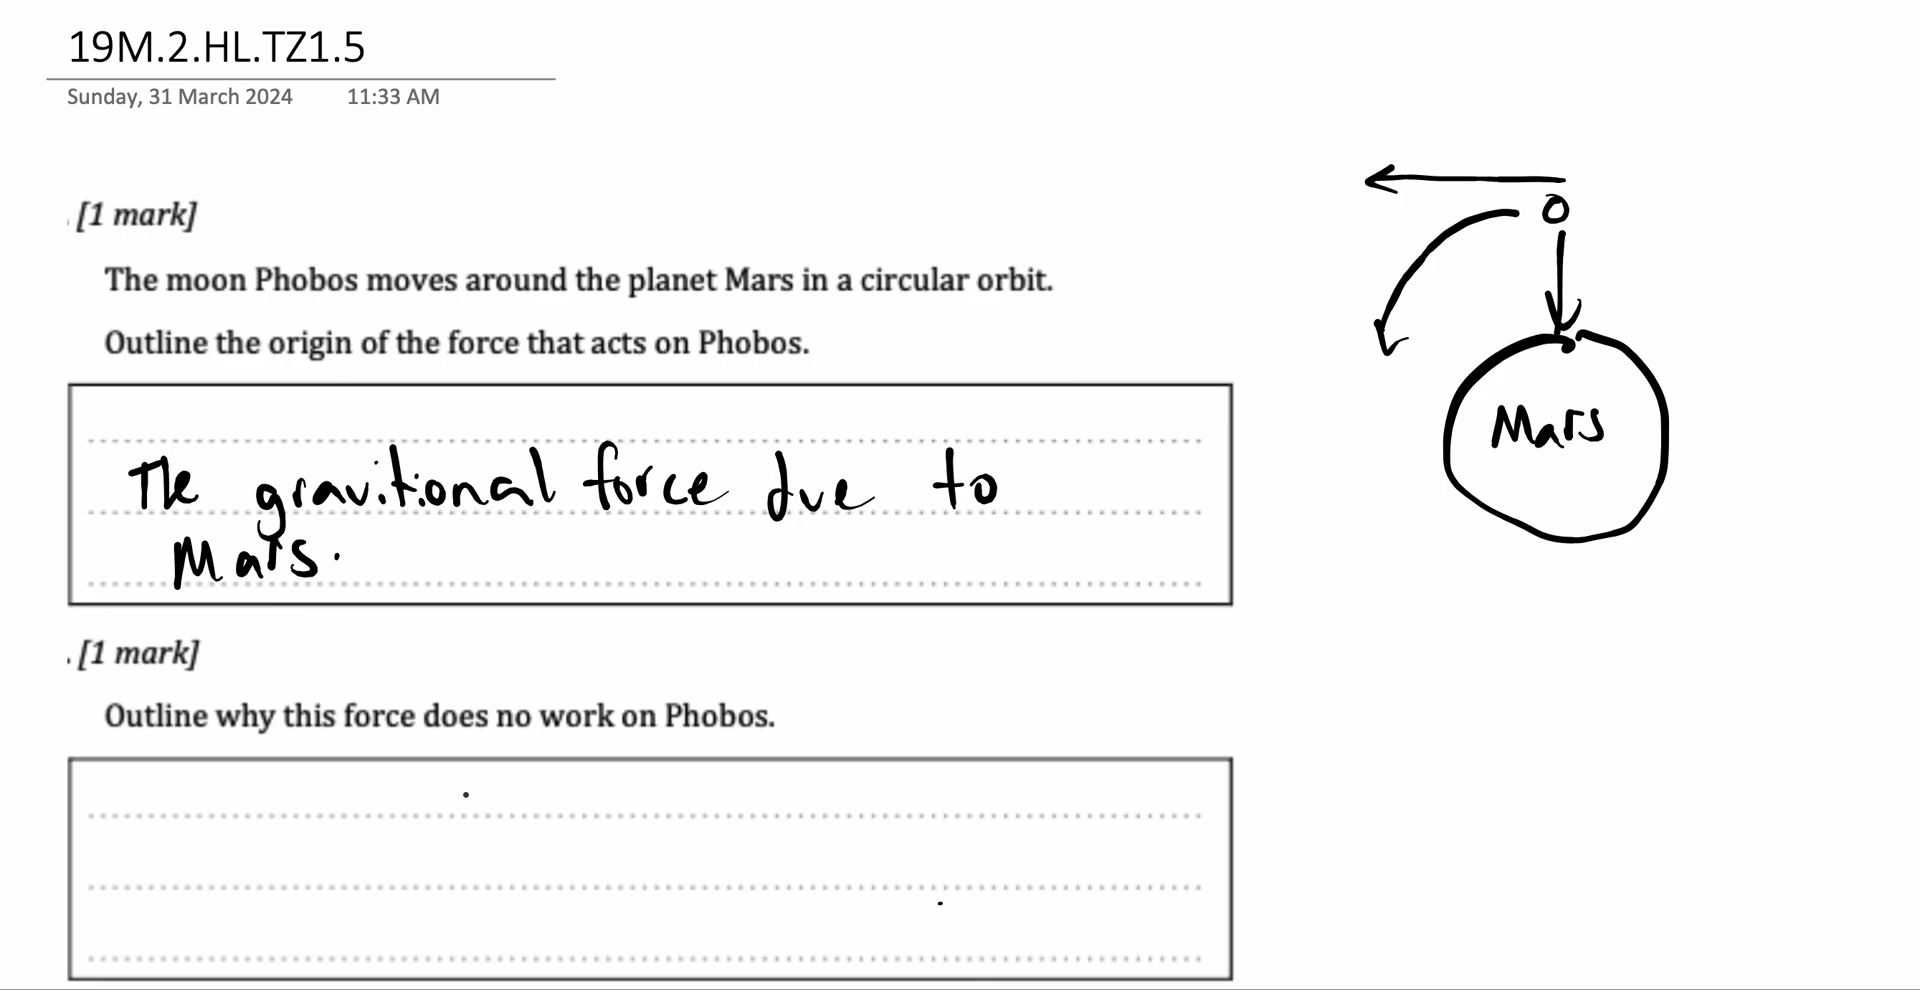 19M.2.HL.TZ1.5
Sunday, 31 March 2024 11:33 AM
. [1 mark]
The moon Phobos moves around the planet Mars in a circular orbit.
Outline the origin of the force that acts on Phobos.
The gravitional force due to
Mars.
Mars
. [1 mark]
Outline why this force does no work on Phobos.